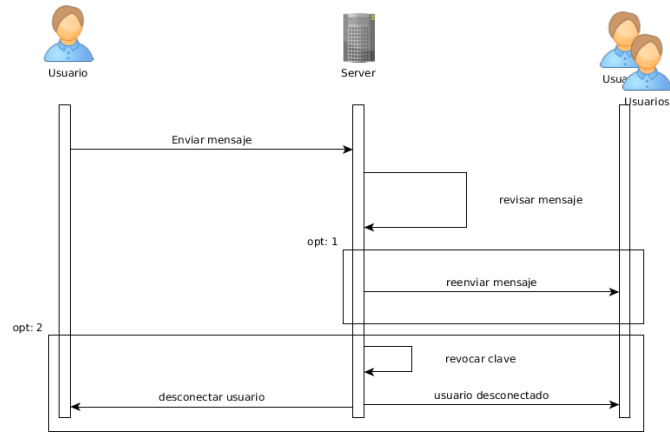 Usuario
Server
Usua
Usuarios
Enviar mensaje
revisar mensaje
opt: 1
reenviar mensaje
opt: 2
revocar clave
desconectar usuario
usuario desconectado